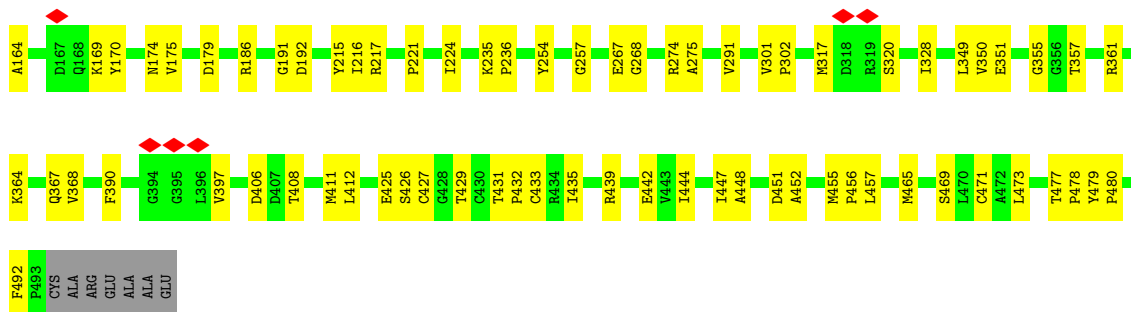 A164 D167 Q168 K169 Y170 N174 V175 D179 R186 G191 D192 Y215 I216 R217 P221 I224 K235 P236 Y254 G257 E267 G268 R274 A275 V291 V301 P302 M317 D318 R319 S320 I328 L349 V350 E351 G355 G356 T357 R361
K364 Q367 V368 F390 G394 G395 L396 V397 D406 D407 T408 M411 L412 E425 S426 C427 G428 T429 C430 T431 P432 C433 R434 I435 R439 E442 V443 I444 I447 A448 D451 A452 M455 P456 L457 M465 S469 L470 C471 A472 L473 T477 P478 Y479 P480
F492 P493 CYS ALA ARG GLU ALA ALA GLU